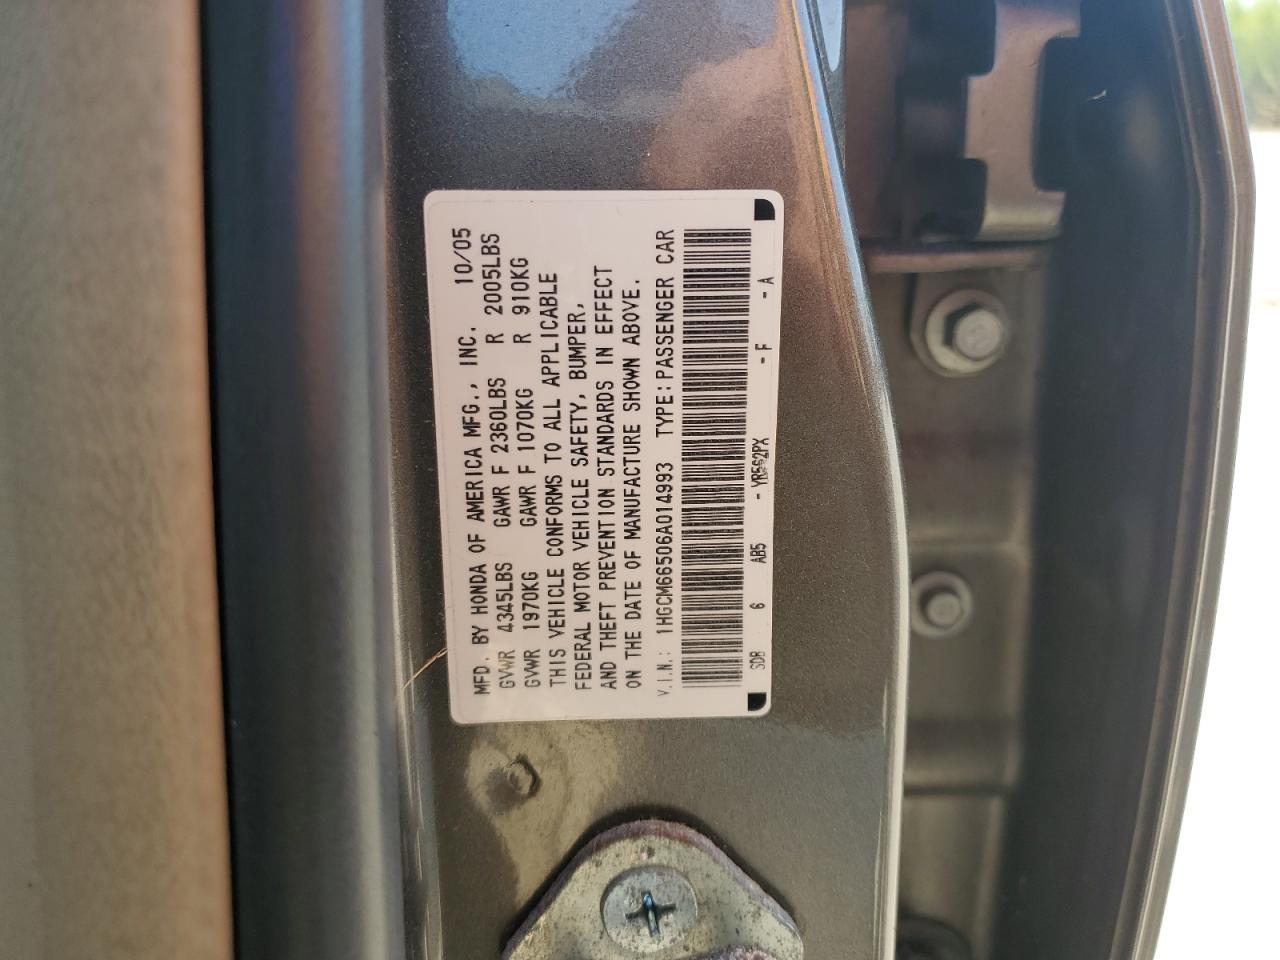 MFD. BY HONDA OF AMERICA MFG., INC. 10/05
GVWR 4345LBS GAWR F 2360LBS R 2005LBS
GVWR 1970KG GAWR F 1070KG R 910KG
THIS VEHICLE CONFORMS TO ALL APPLICABLE
FEDERAL MOTOR VEHICLE SAFETY, BUMPER,
AND THEFT PREVENTION STANDARDS IN EFFECT
ON THE DATE OF MANUFACTURE SHOWN ABOVE.
V.I.N.: 1HGCM66506A014993 TYPE: PASSENGER CAR
SDB 6 AB5 - - F - A